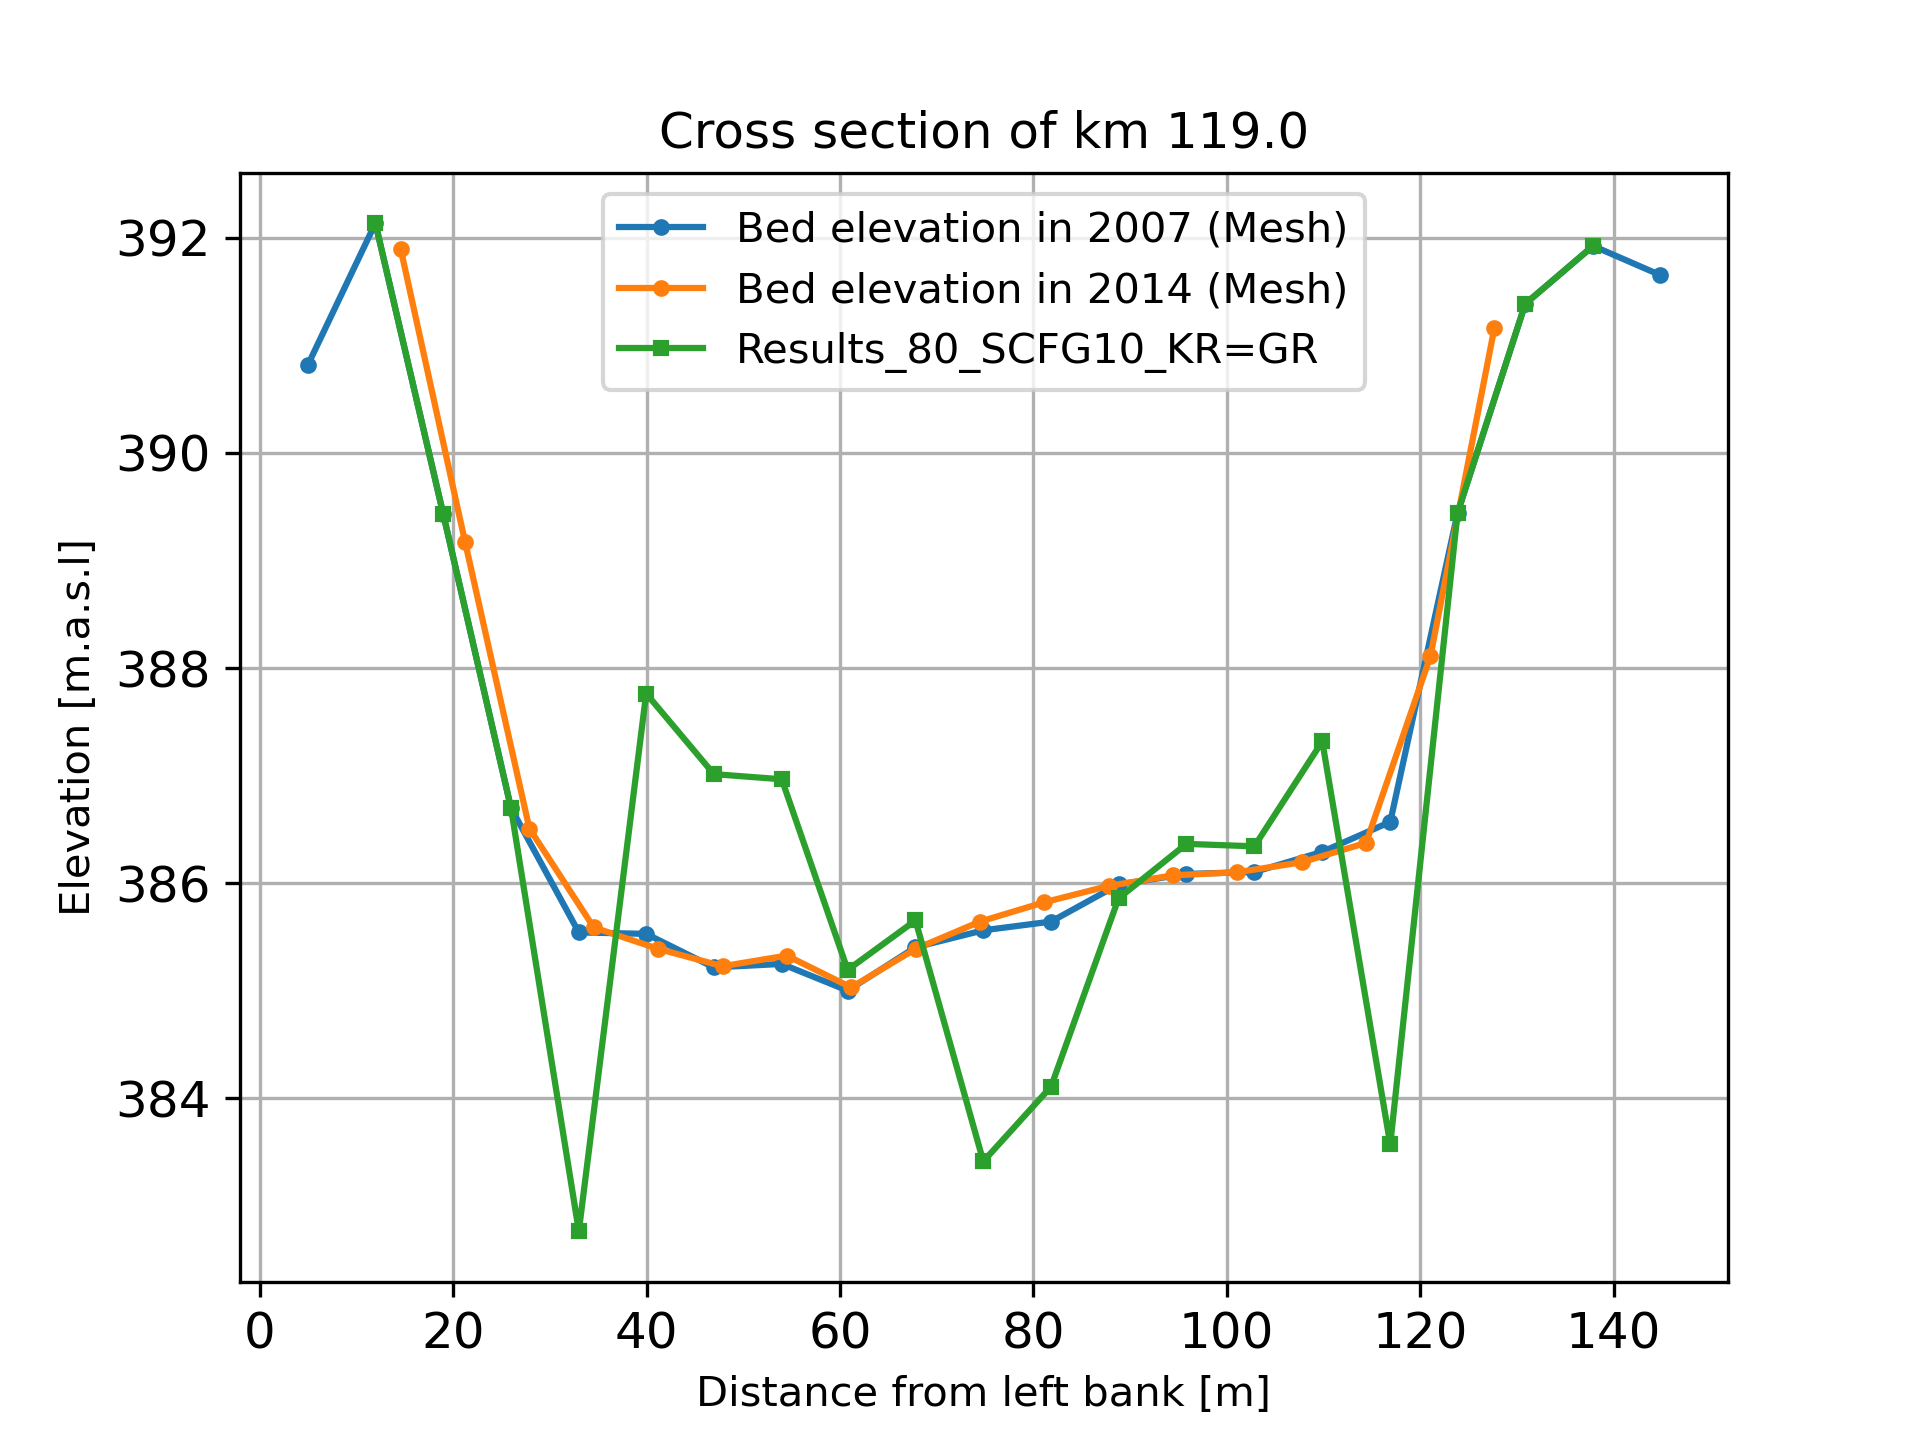 Cross section of km 119.0
Bed elevation in 2007 (Mesh)
Bed elevation in 2014 (Mesh)
Results_80_SCFG10_KR=GR
Elevation [m.a.s.l]
392
390
388
386
384
0 20 40 60 80 100 120 140
Distance from left bank [m]